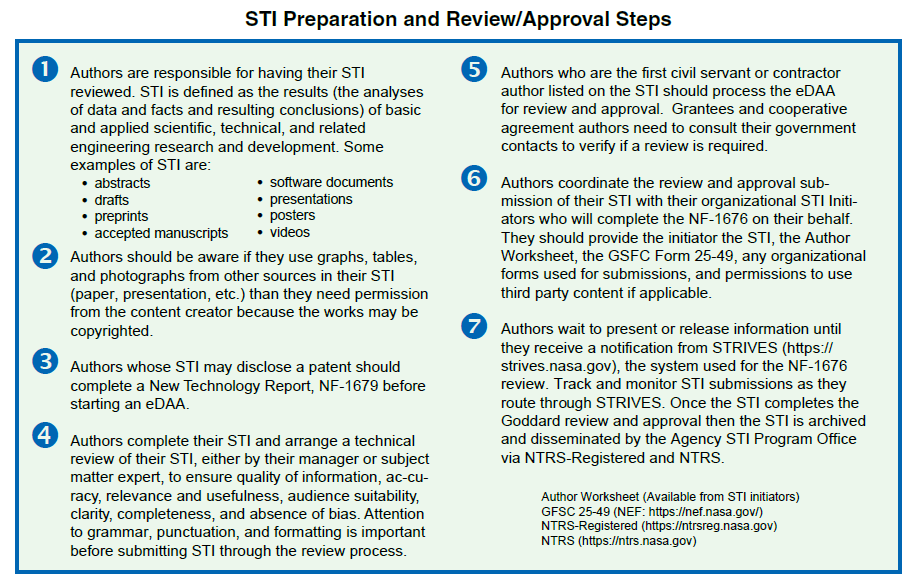 STI Preparation and Review/Approval Steps
1 Authors are responsible for having their STI
reviewed. STI is defined as the results (the analyses
of data and facts and resulting conclusions) of basic
and applied scientific, technical, and related
engineering research and development. Some
examples of STI are:
• abstracts
• drafts
• preprints
• accepted manuscripts
• software documents
• presentations
• posters
• videos
2 Authors should be aware if they use graphs, tables,
and photographs from other sources in their STI
(paper, presentation, etc.) than they need permission
from the content creator because the works may be
copyrighted.
3 Authors whose STI may disclose a patent should
complete a New Technology Report, NF-1679 before
starting an eDAA.
4 Authors complete their STI and arrange a technical
review of their STI, either by their manager or subject
matter expert, to ensure quality of information, ac-cu-
racy, relevance and usefulness, audience suitability,
clarity, completeness, and absence of bias. Attention
to grammar, punctuation, and formatting is important
before submitting STI through the review process.
5 Authors who are the first civil servant or contractor
author listed on the STI should process the eDAA
for review and approval.  Grantees and cooperative
agreement authors need to consult their government
contacts to verify if a review is required.
6 Authors coordinate the review and approval sub-
mission of their STI with their organizational STI Initi-
ators who will complete the NF-1676 on their behalf.
They should provide the initiator the STI, the Author
Worksheet, the GSFC Form 25-49, any organizational
forms used for submissions, and permissions to use
third party content if applicable.
7 Authors wait to present or release information until
they receive a notification from STRIVES (https://
strives.nasa.gov), the system used for the NF-1676
review. Track and monitor STI submissions as they
route through STRIVES. Once the STI completes the
Goddard review and approval then the STI is archived
and disseminated by the Agency STI Program Office
via NTRS-Registered and NTRS.
Author Worksheet (Available from STI initiators)
GFSC 25-49 (NEF: https://nef.nasa.gov/)
NTRS-Registered (https://ntrsreg.nasa.gov)
NTRS (https://ntrs.nasa.gov)